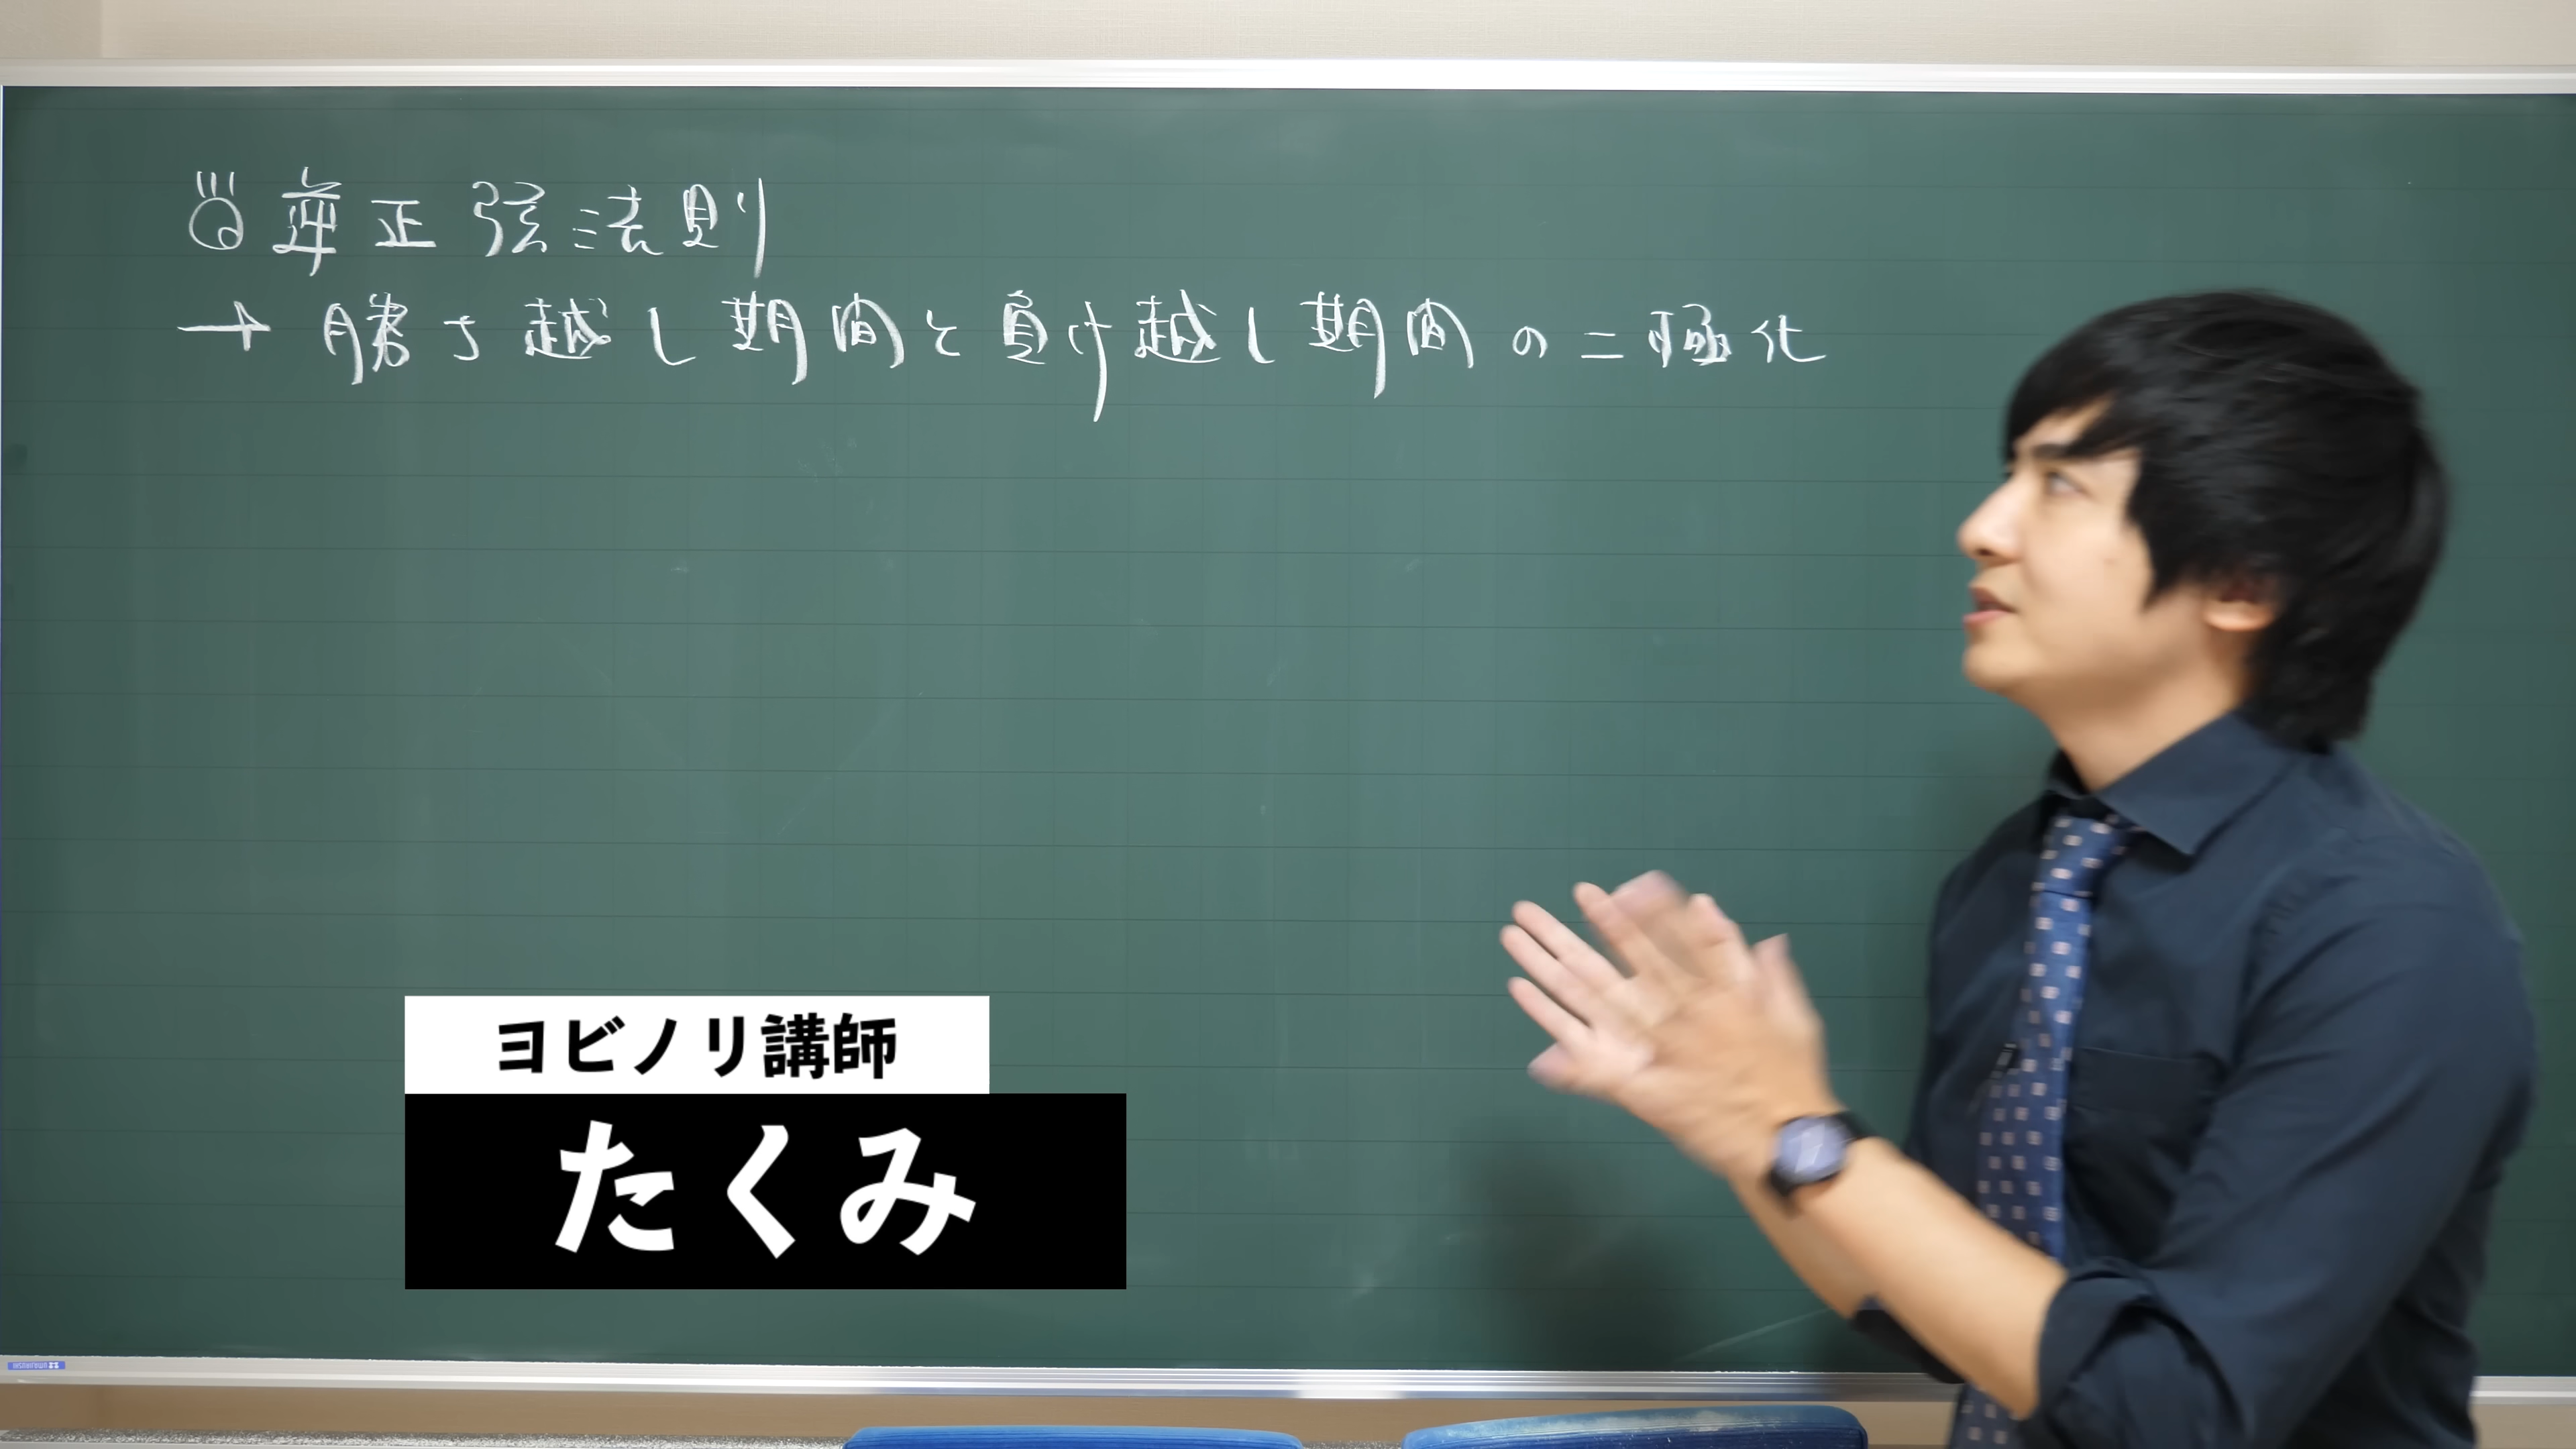 逆正弦法則
→ 勝ち越し期間と負け越し期間の二極化
ヨビノリ講師
たくみ